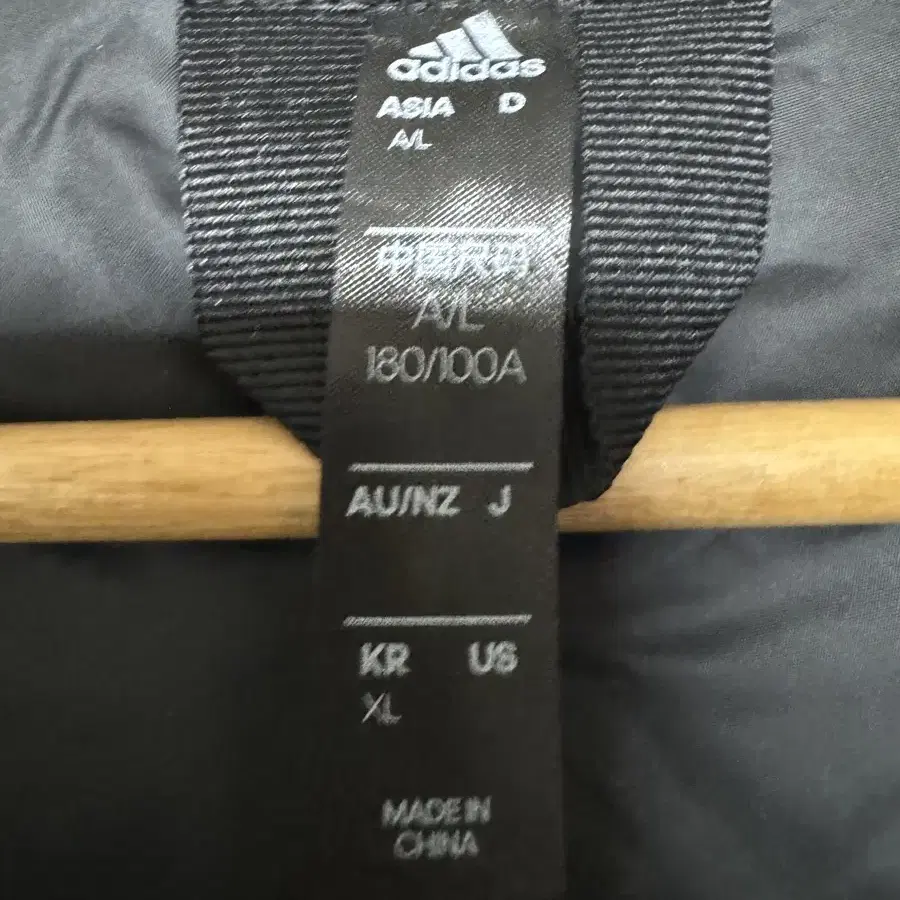 adidas
ASIA D
A/L
中国/尺码
A/L
180/100A
AU/NZ J
KR US
XL
MADE IN
CHINA